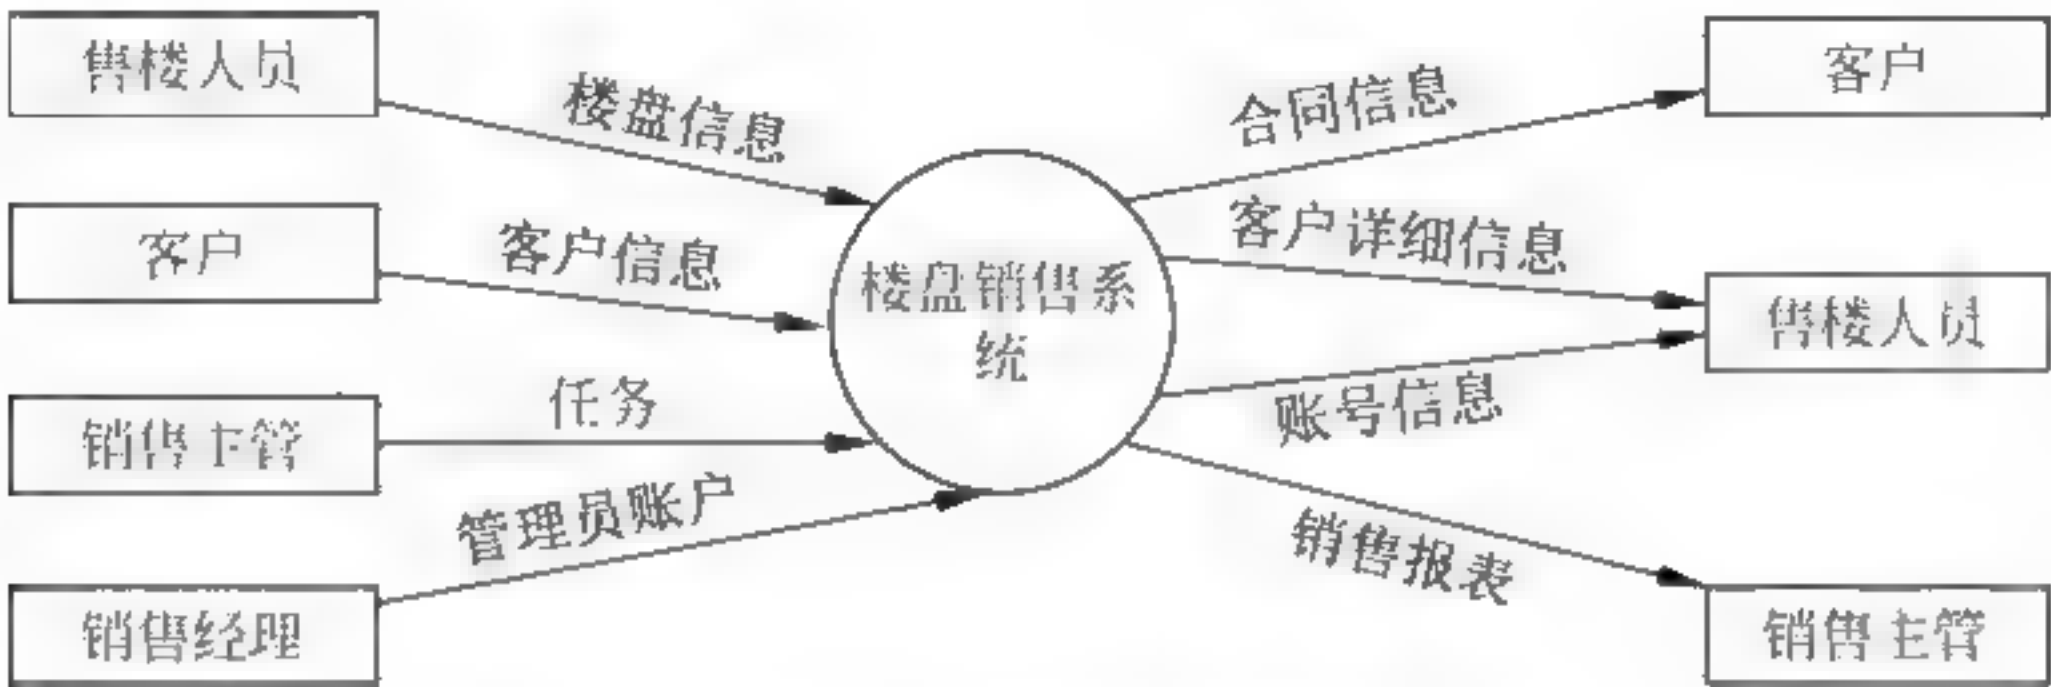 售楼人员
楼盘信息
客户
客户信息
销售主管
任务
销售经理
管理员账户
楼盘销售系
统
合同信息
客户
客户详细信息
售楼人员
账号信息
销售报表
销售主管